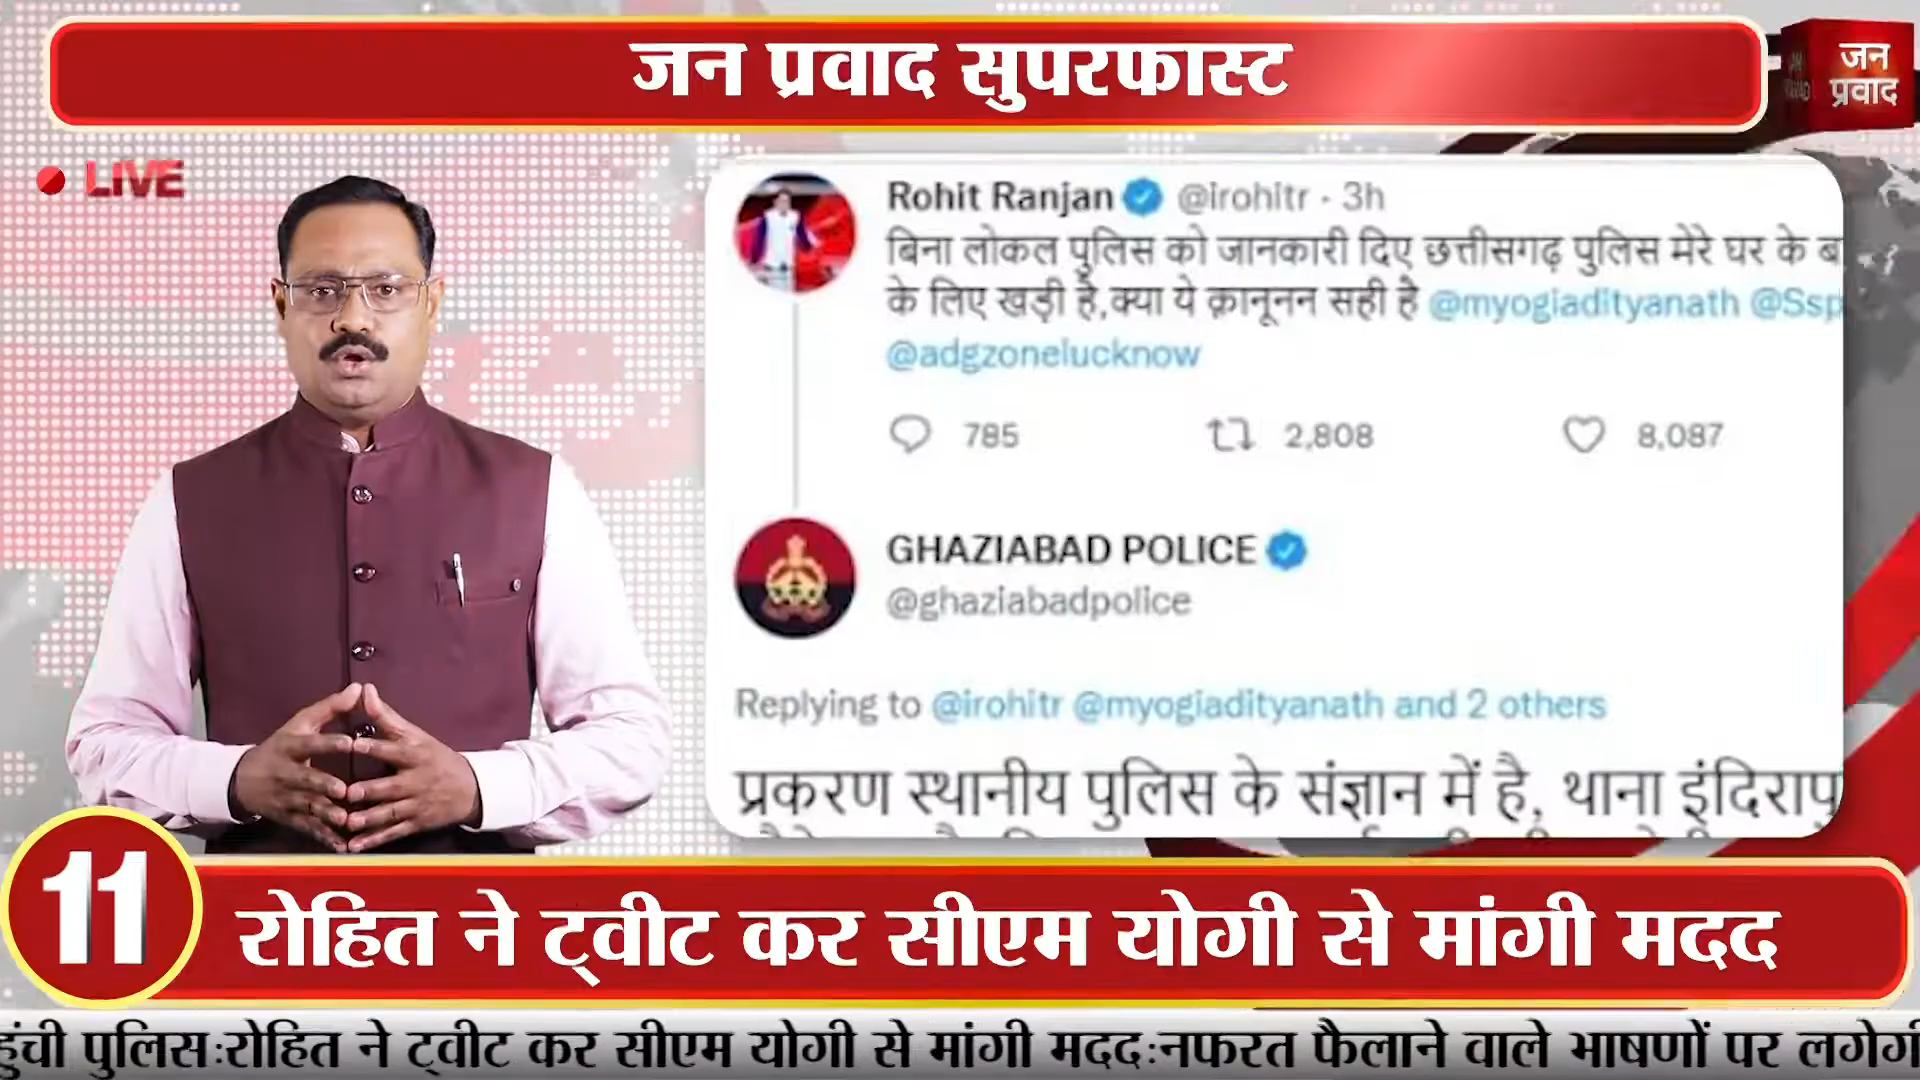 जन प्रवाद सुपरफास्ट
जन
प्रवाद
LIVE
Rohit Ranjan @irohitr · 3h
बिना लोकल पुलिस को जानकारी दिए छत्तीसगढ़ पुलिस मेरे घर के ब
के लिए खड़ी है,क्या ये क़ानूनन सही है @myogiadityanath @Ssp
@adgzonelucknow
785 2,808 8,087
GHAZIABAD POLICE
@ghaziabadpolice
Replying to @irohitr @myogiadityanath and 2 others
प्रकरण स्थानीय पुलिस के संज्ञान में है, थाना इंदिरापु
11
रोहित ने ट्वीट कर सीएम योगी से मांगी मदद
हुंची पुलिस:रोहित ने ट्वीट कर सीएम योगी से मांगी मदद:नफरत फैलाने वाले भाषणों पर लगेगी